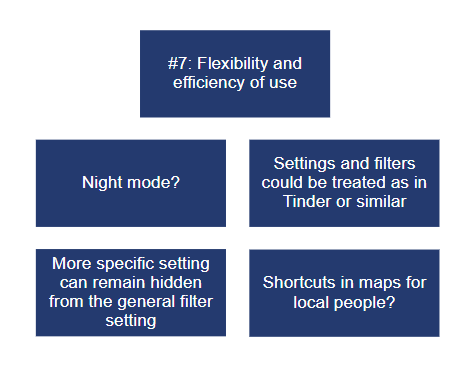 #7: Flexibility and
efficiency of use
Night mode?
Settings and filters
could be treated as in
Tinder or similar
More specific setting
can remain hidden
from the general filter
setting
Shortcuts in maps for
local people?